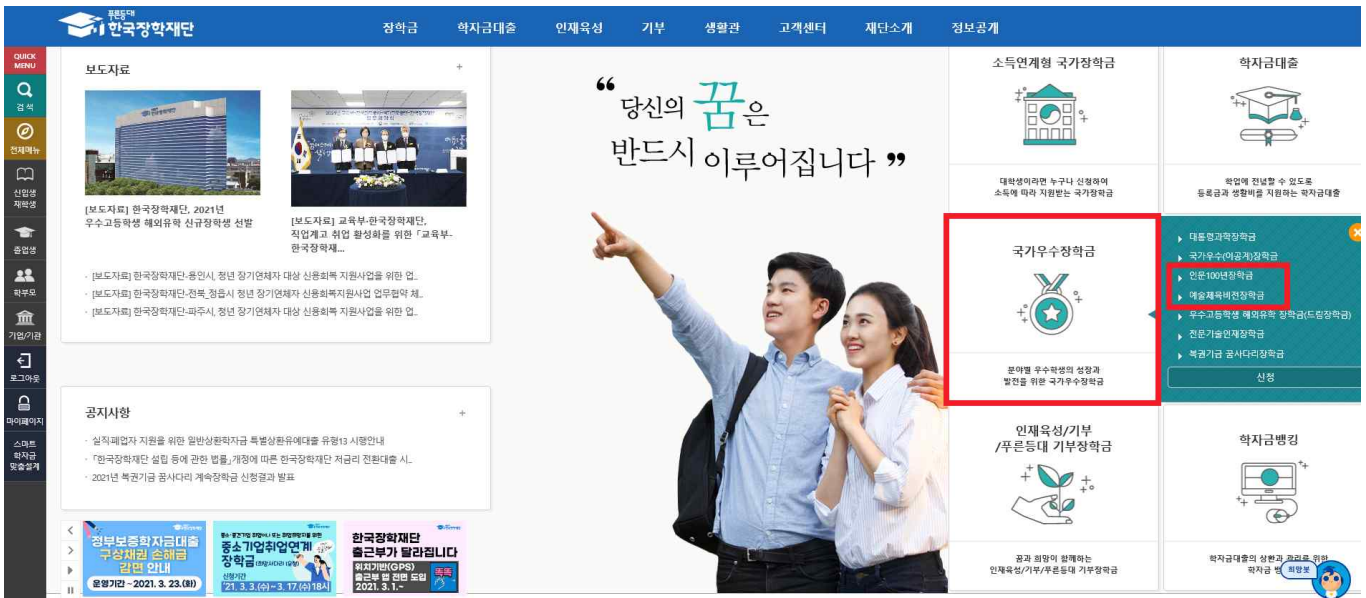 푸른등대
한국장학재단
장학금 학자금대출 인재육성 기부 생활관 고객센터 재단소개 정보공개
QUICK
MENU
검색
전체메뉴
신입생
재학생
졸업생
학부모
기업/기관
로그아웃
마이페이지
스마트
학자금
맞춤설계
보도자료 +
[보도자료] 한국장학재단, 2021년
우수고등학생 해외유학 신규장학생 선발
[보도자료] 교육부-한국장학재단,
직업계고 취업 활성화를 위한 「교육부-
한국장학재...
· [보도자료] 한국장학재단-용인시, 청년 장기연체자 대상 신용회복 지원사업을 위한 업..
· [보도자료] 한국장학재단-전북_정읍시 청년 장기연체자 신용회복지원사업 업무협약 체..
· [보도자료] 한국장학재단-파주시, 청년 장기연체자 대상 신용회복 지원사업을 위한 업..
공지사항 +
· 실직폐업자 지원을 위한 일반상환학자금 특별상환유예대출 유형13 시행안내
· 「한국장학재단 설립 등에 관한 법률」개정에 따른 한국장학재단 저금리 전환대출 시..
· 2021년 복권기금 꿈사다리 계속장학금 신청결과 발표
정부보증학자금대출
구상채권 손해금
감면 안내
운영기간 ~2021. 3. 23.(화)
중소기업취업연계
장학금(희망사다리 I유형)
신청기간
'21. 3. 3.(수)~3. 17.(수)18시
한국장학재단
출근부가 달라집니다
위치기반(GPS)
출근부 앱 전면 도입
2021. 3. 1.~
똑똑
“ 당신의 꿈은
반드시 이루어집니다 ”
소득연계형 국가장학금
대학생이라면 누구나 신청하여
소득에 따라 지원받는 국가장학금
학자금대출
학업에 전념할 수 있도록
등록금과 생활비를 지원하는 학자금대출
국가우수장학금
분야별 우수학생의 성장과
발전을 위한 국가우수장학금
대통령과학장학금
국가우수(이공계)장학금
인문100년장학금
예술체육비전장학금
우수고등학생 해외유학 장학금(드림장학금)
전문기술인재장학금
복권기금 꿈사다리장학금
신청
인재육성/기부
/푸른등대 기부장학금
꿈과 희망이 함께하는
인재육성/기부/푸른등대 기부장학금
학자금뱅킹
학자금대출의 상환과 관리를 위한
학자금 뱅
희망봇